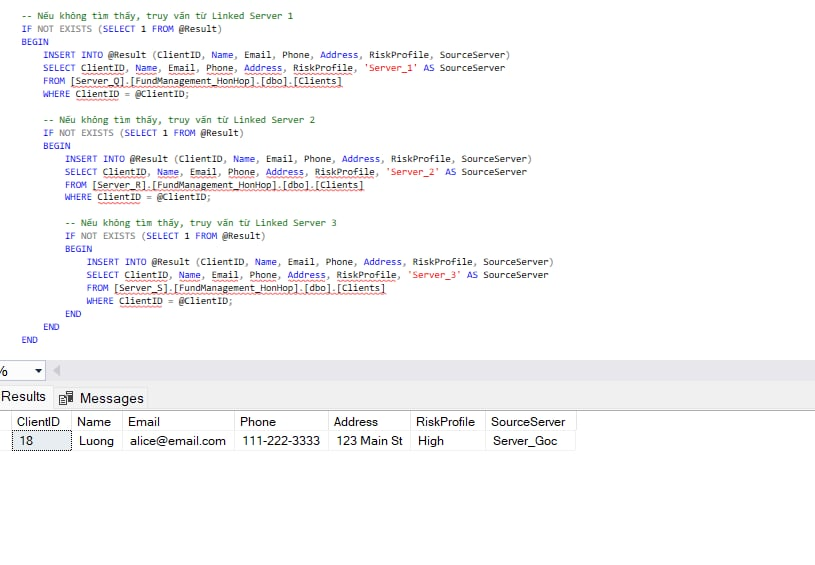 -- Nếu không tìm thấy, truy vấn từ Linked Server 1
IF NOT EXISTS (SELECT 1 FROM @Result)
BEGIN
INSERT INTO @Result (ClientID, Name, Email, Phone, Address, RiskProfile, SourceServer)
SELECT ClientID, Name, Email, Phone, Address, RiskProfile, 'Server_1' AS SourceServer
FROM [Server_Q].[FundManagement_HonHop].[dbo].[Clients]
WHERE ClientID = @ClientID;
-- Nếu không tìm thấy, truy vấn từ Linked Server 2
IF NOT EXISTS (SELECT 1 FROM @Result)
BEGIN
INSERT INTO @Result (ClientID, Name, Email, Phone, Address, RiskProfile, SourceServer)
SELECT ClientID, Name, Email, Phone, Address, RiskProfile, 'Server_2' AS SourceServer
FROM [Server_R].[FundManagement_HonHop].[dbo].[Clients]
WHERE ClientID = @ClientID;
-- Nếu không tìm thấy, truy vấn từ Linked Server 3
IF NOT EXISTS (SELECT 1 FROM @Result)
BEGIN
INSERT INTO @Result (ClientID, Name, Email, Phone, Address, RiskProfile, SourceServer)
SELECT ClientID, Name, Email, Phone, Address, RiskProfile, 'Server_3' AS SourceServer
FROM [Server_S].[FundManagement_HonHop].[dbo].[Clients]
WHERE ClientID = @ClientID;
END
END
END
%
Results Messages
ClientID Name Email Phone Address RiskProfile SourceServer
18 Luong alice@email.com 111-222-3333 123 Main St High Server_Goc